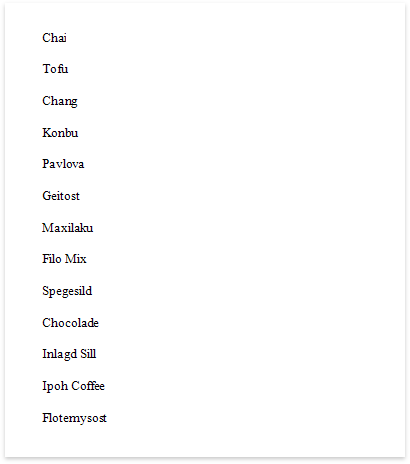 Chai
Tofu
Chang
Konbu
Pavlova
Geitost
Maxilaku
Filo Mix
Spegesild
Chocolade
Inlagd Sill
Ipoh Coffee
Flotemysost